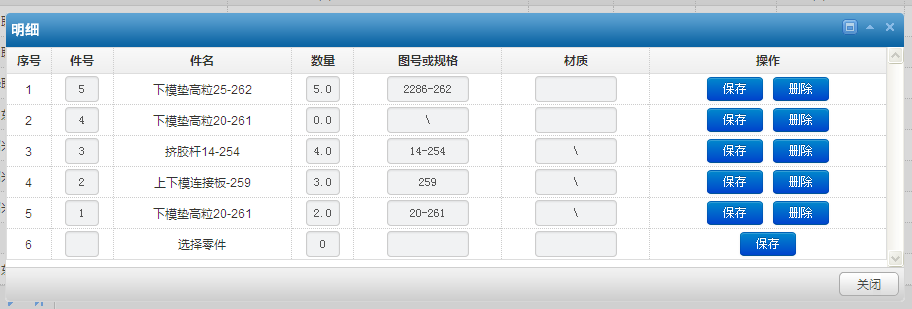 明细
序号 件号 件名 数量 图号或规格 材质 操作
1 5 下模垫高粒25-262 5.0 2286-262 保存 删除
2 4 下模垫高粒20-261 0.0 \ 保存 删除
3 3 挤胶杆14-254 4.0 14-254 \ 保存 删除
4 2 上下模连接板-259 3.0 259 \ 保存 删除
5 1 下模垫高粒20-261 2.0 20-261 \ 保存 删除
6 选择零件 0 保存
关闭